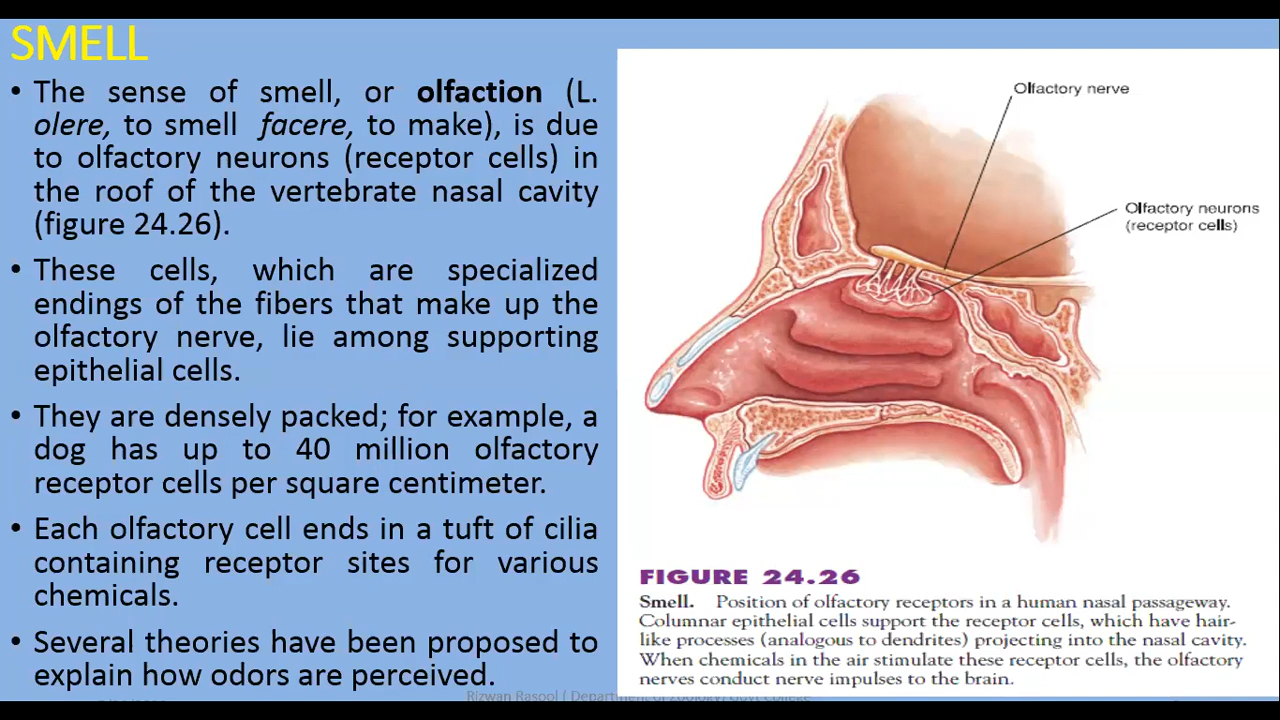 SMELL
• The sense of smell, or olfaction (L.
olere, to smell facere, to make), is due
to olfactory neurons (receptor cells) in
the roof of the vertebrate nasal cavity
(figure 24.26).
• These cells, which are specialized
endings of the fibers that make up the
olfactory nerve, lie among supporting
epithelial cells.
• They are densely packed; for example, a
dog has up to 40 million olfactory
receptor cells per square centimeter.
• Each olfactory cell ends in a tuft of cilia
containing receptor sites for various
chemicals.
• Several theories have been proposed to
explain how odors are perceived.
Olfactory nerve
Olfactory neurons
(receptor cells)
FIGURE 24.26
Smell. Position of olfactory receptors in a human nasal passageway.
Columnar epithelial cells support the receptor cells, which have hair-
like processes (analogous to dendrites) projecting into the nasal cavity.
When chemicals in the air stimulate these receptor cells, the olfactory
nerves conduct nerve impulses to the brain.
Rizwan Rasool ( Department of Zoology) Govt College